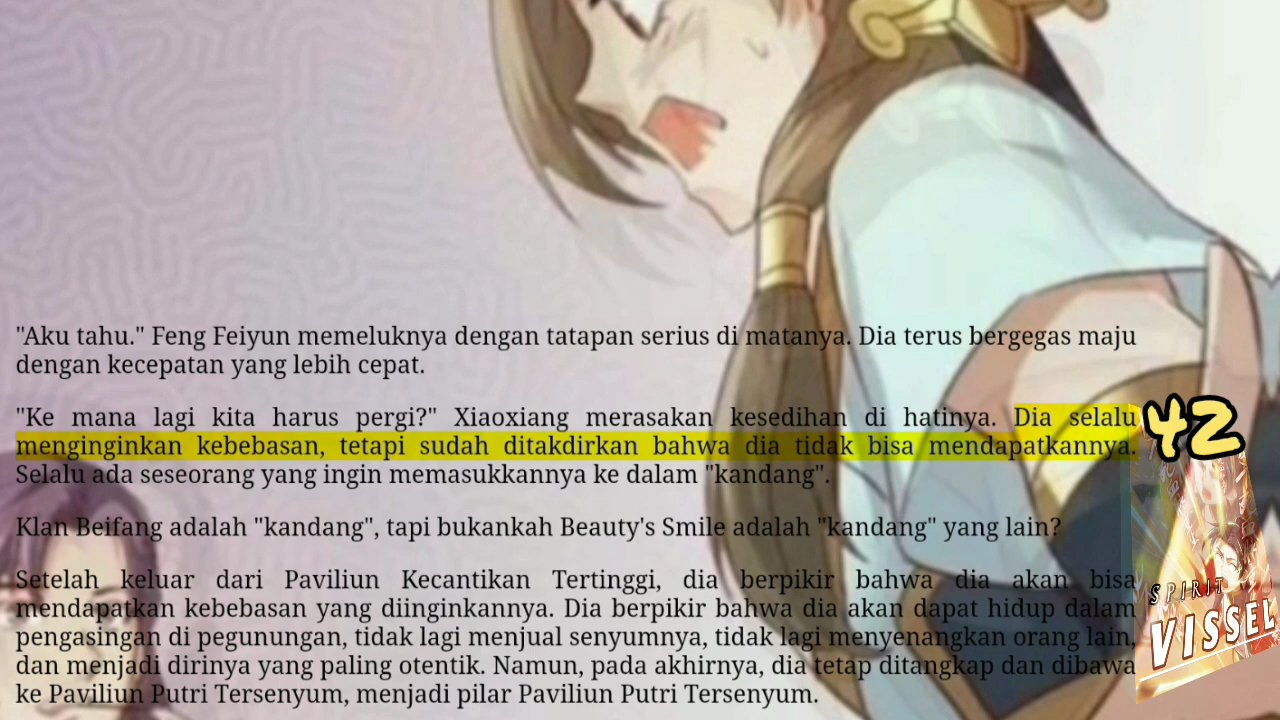 "Aku tahu." Feng Feiyun memeluknya dengan tatapan serius di matanya. Dia terus bergegas maju
dengan kecepatan yang lebih cepat.
"Ke mana lagi kita harus pergi?" Xiaoxiang merasakan kesedihan di hatinya. Dia selalu
menginginkan kebebasan, tetapi sudah ditakdirkan bahwa dia tidak bisa mendapatkannya.
Selalu ada seseorang yang ingin memasukkannya ke dalam "kandang".
Klan Beifang adalah "kandang", tapi bukankah Beauty's Smile adalah "kandang" yang lain?
Setelah keluar dari Paviliun Kecantikan Tertinggi, dia berpikir bahwa dia akan bisa
mendapatkan kebebasan yang diinginkannya. Dia berpikir bahwa dia akan dapat hidup dalam
pengasingan di pegunungan, tidak lagi menjual senyumnya, tidak lagi menyenangkan orang lain,
dan menjadi dirinya yang paling otentik. Namun, pada akhirnya, dia tetap ditangkap dan dibawa
ke Paviliun Putri Tersenyum, menjadi pilar Paviliun Putri Tersenyum.
42
SPIRIT
VISSEL